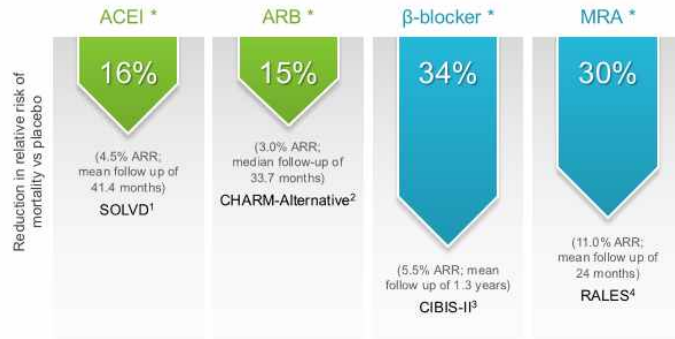 Reduction in relative risk of
mortality vs placebo
ACEI *
16%
(4.5% ARR;
mean follow up of
41.4 months)
SOLVD¹
ARB *
15%
(3.0% ARR;
median follow-up of
33.7 months)
CHARM-Alternative²
β-blocker *
34%
(5.5% ARR; mean
follow up of 1.3 years)
CIBIS-II³
MRA *
30%
(11.0% ARR;
mean follow up of
24 months)
RALES⁴